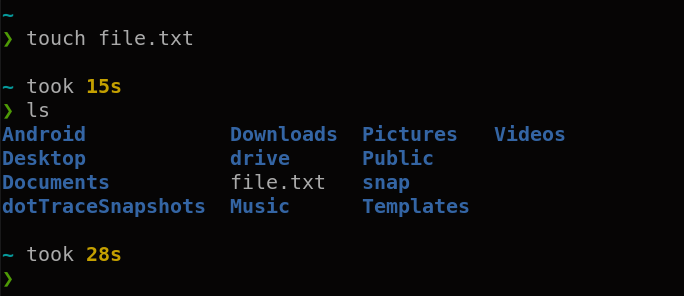 ~
❯ touch file.txt
~ took 15s
❯ ls
Android Downloads Pictures Videos
Desktop drive Public
Documents file.txt snap
dotTraceSnapshots Music Templates
~ took 28s
❯